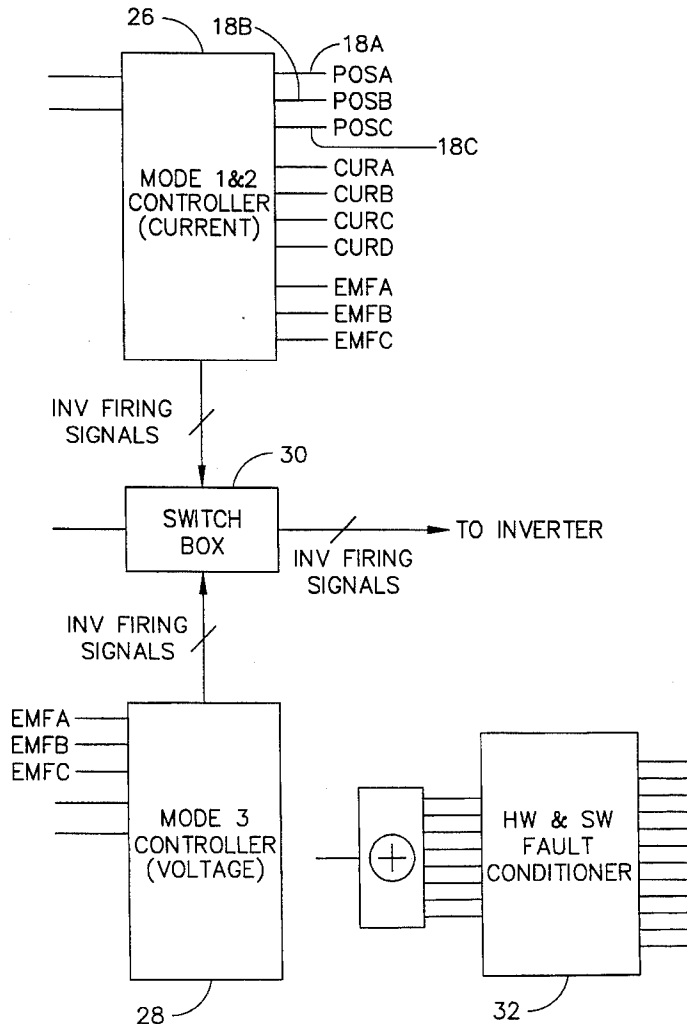 26
18B
18A
POSA
POSB
POSC
18C
MODE 1&2
CONTROLLER
(CURRENT)
CURA
CURB
CURC
CURD
EMFA
EMFB
EMFC
INV FIRING
SIGNALS
30
SWITCH
BOX
TO INVERTER
INV FIRING
SIGNALS
INV FIRING
SIGNALS
EMFA
EMFB
EMFC
MODE 3
CONTROLLER
(VOLTAGE)
HW & SW
FAULT
CONDITIONER
28
32